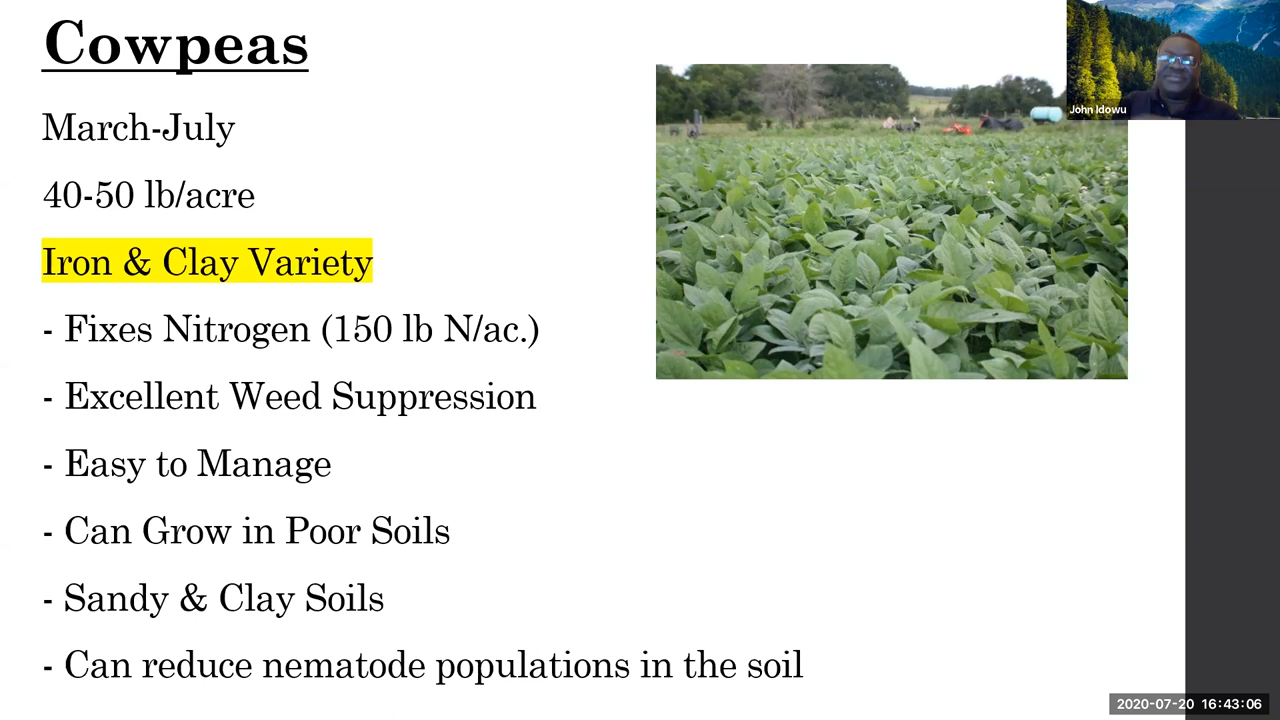 Cowpeas
John Idowu
March-July
40-50 lb/acre
Iron & Clay Variety
- Fixes Nitrogen (150 lb N/ac.)
- Excellent Weed Suppression
- Easy to Manage
- Can Grow in Poor Soils
- Sandy & Clay Soils
- Can reduce nematode populations in the soil
2020-07-20 16:43:06